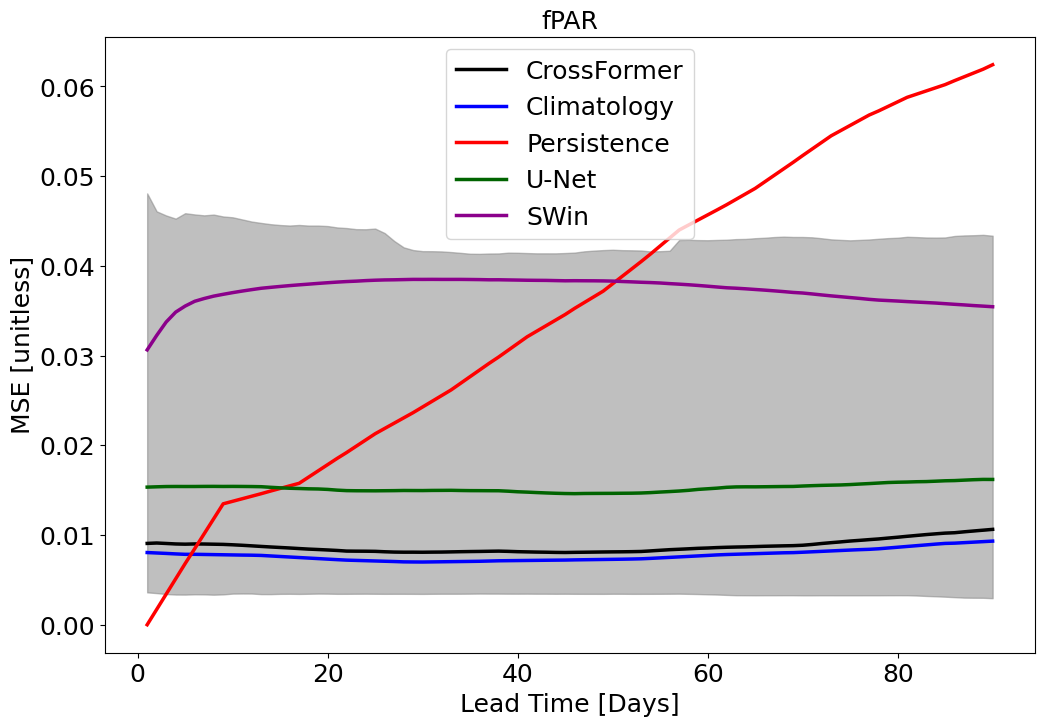 fPAR
CrossFormer
Climatology
Persistence
U-Net
SWin
MSE [unitless]
0.06
0.05
0.04
0.03
0.02
0.01
0.00
0 20 40 60 80
Lead Time [Days]